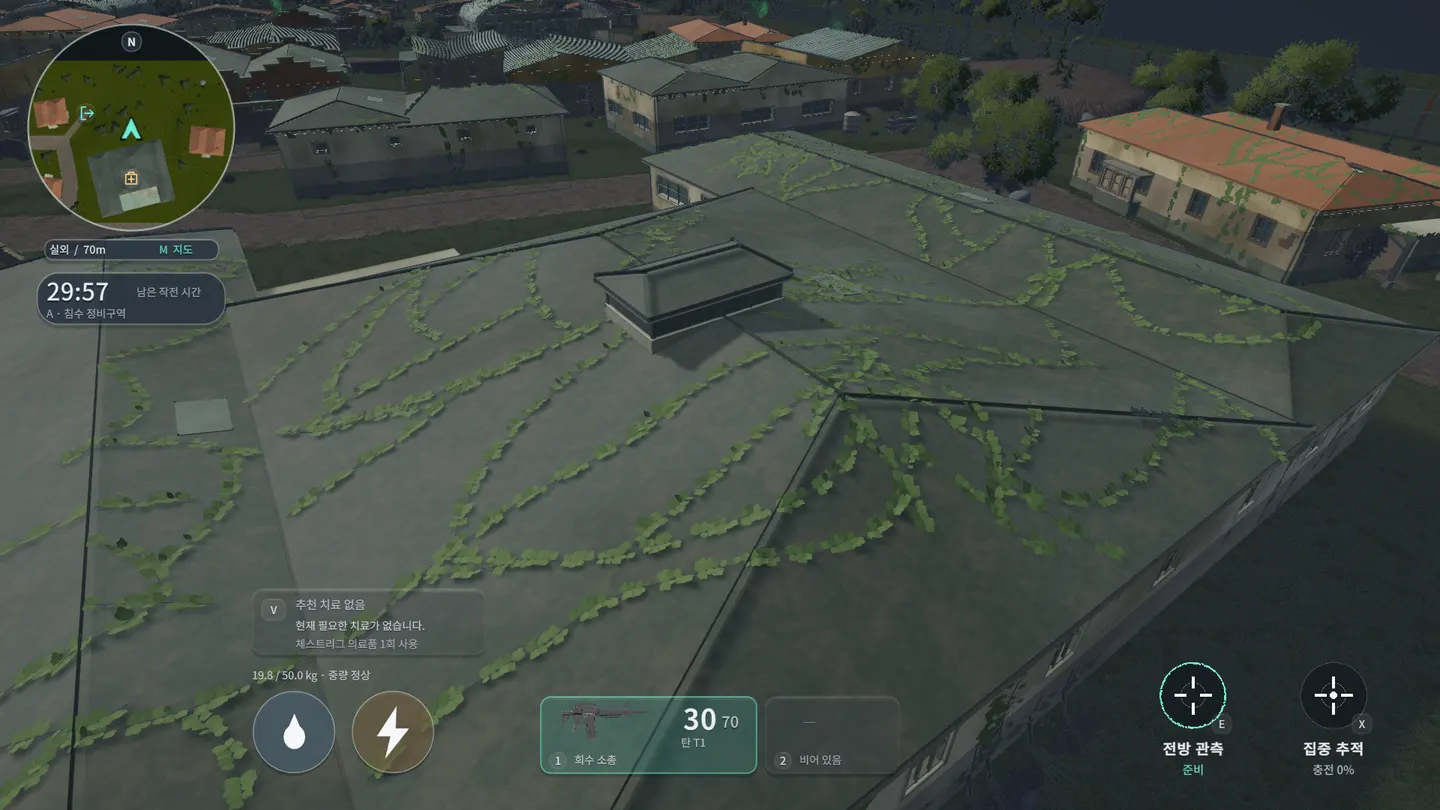 N
실외 / 70m
M 지도
29:57
남은 작전 시간
A · 침수 정비구역
V
추천 치료 없음
현재 필요한 치료가 없습니다.
체스트리그 의료품 1회 사용
19.8 / 50.0 kg · 중량 정상
30 70
탄 T1
1 회수 소총
—
2 비어 있음
E
전방 관측
준비
X
집중 추적
충전 0%